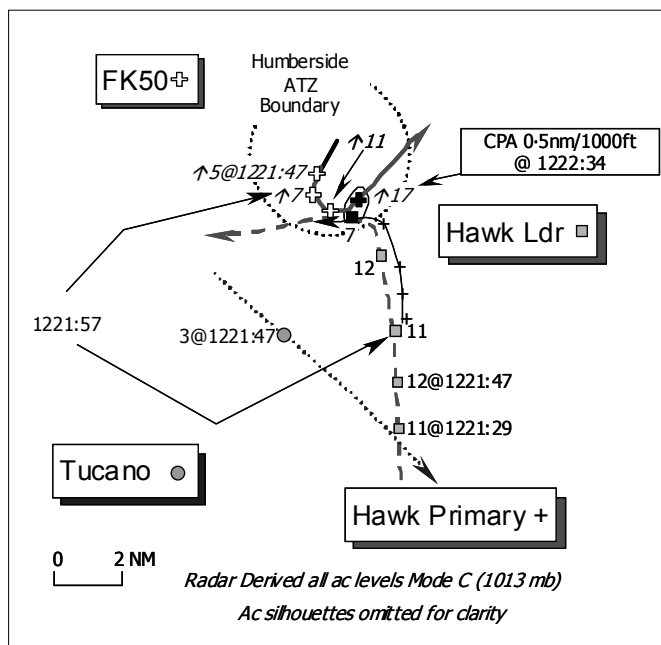 Humberside
ATZ
Boundary
FK50
↑11
CPA 0·5nm/1000ft
@ 1222:34
↑5@1221:47
↑7
↑17
7
Hawk Ldr
12
1221:57
3@1221:47
11
12@1221:47
11@1221:29
Tucano
Hawk Primary +
0 2 NM
Radar Derived all ac levels Mode C (1013 mb)
Ac silhouettes omitted for clarity